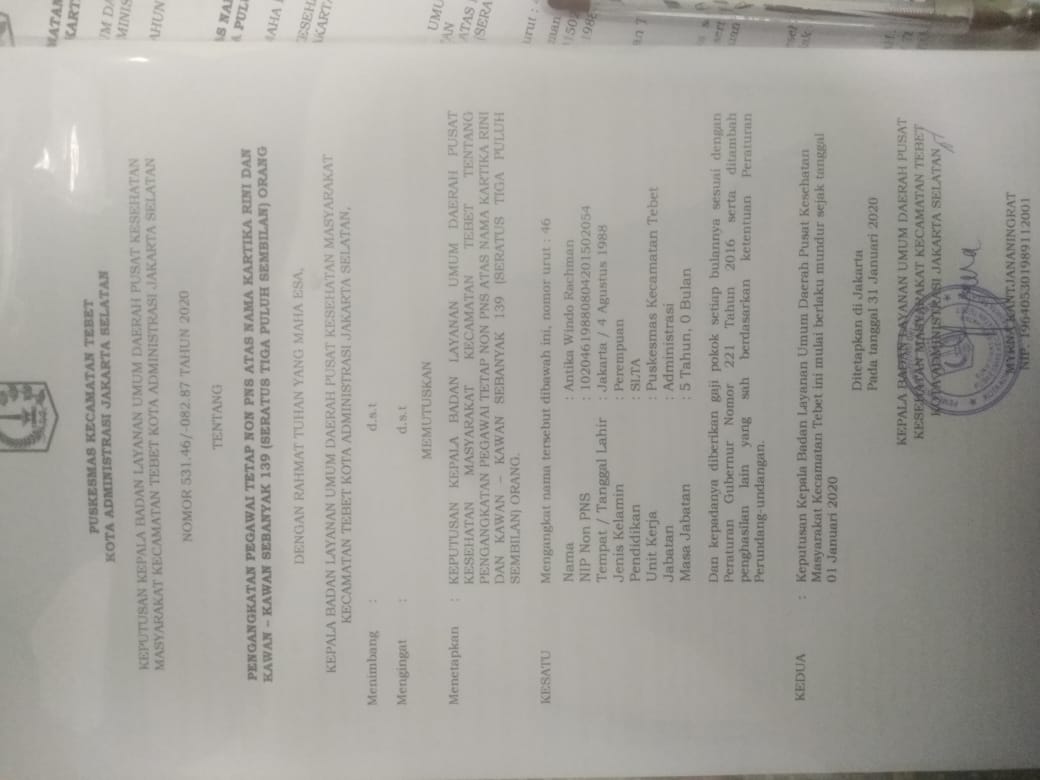 PUSKESMAS KECAMATAN TEBET
KOTA ADMINISTRASI JAKARTA SELATAN
KEPUTUSAN KEPALA BADAN LAYANAN UMUM DAERAH PUSAT KESEHATAN
MASYARAKAT KECAMATAN TEBET KOTA ADMINISTRASI JAKARTA SELATAN
NOMOR 531.46/-082.87 TAHUN 2020
TENTANG
PENGANGKATAN PEGAWAI TETAP NON PNS ATAS NAMA KARTIKA RINI DAN
KAWAN – KAWAN SEBANYAK 139 (SERATUS TIGA PULUH SEMBILAN) ORANG
DENGAN RAHMAT TUHAN YANG MAHA ESA,
KEPALA BADAN LAYANAN UMUM DAERAH PUSAT KESEHATAN MASYARAKAT
KECAMATAN TEBET KOTA ADMINISTRASI JAKARTA SELATAN,
Menimbang : d.s.t
Mengingat : d.s.t
MEMUTUSKAN
Menetapkan : KEPUTUSAN KEPALA BADAN LAYANAN UMUM DAERAH PUSAT
KESEHATAN MASYARAKAT KECAMATAN TEBET TENTANG
PENGANGKATAN PEGAWAI TETAP NON PNS ATAS NAMA KARTIKA RINI
DAN KAWAN – KAWAN SEBANYAK 139 (SERATUS TIGA PULUH
SEMBILAN) ORANG.
KESATU : Mengangkat nama tersebut dibawah ini, nomor urut : 46
Nama : Antika Windo Rachman
NIP Non PNS : 10204619880804201502054
Tempat / Tanggal Lahir : Jakarta / 4 Agustus 1988
Jenis Kelamin : Perempuan
Pendidikan : SLTA
Unit Kerja : Puskesmas Kecamatan Tebet
Jabatan : Administrasi
Masa Jabatan : 5 Tahun, 0 Bulan
Dan kepadanya diberikan gaji pokok setiap bulannya sesuai dengan
Peraturan Gubernur Nomor 221 Tahun 2016 serta ditambah
penghasilan lain yang sah berdasarkan ketentuan Peraturan
Perundang-undangan.
KEDUA : Keputusan Kepala Badan Layanan Umum Daerah Pusat Kesehatan
Masyarakat Kecamatan Tebet ini mulai berlaku mundur sejak tanggal
01 Januari 2020
Ditetapkan di Jakarta
Pada tanggal 31 Januari 2020
KEPALA BADAN LAYANAN UMUM DAERAH PUSAT
KESEHATAN MASYARAKAT KECAMATAN TEBET
KOTA ADMINISTRASI JAKARTA SELATAN
MYRNA KANTJANANINGRAT
NIP. 196405301989112001